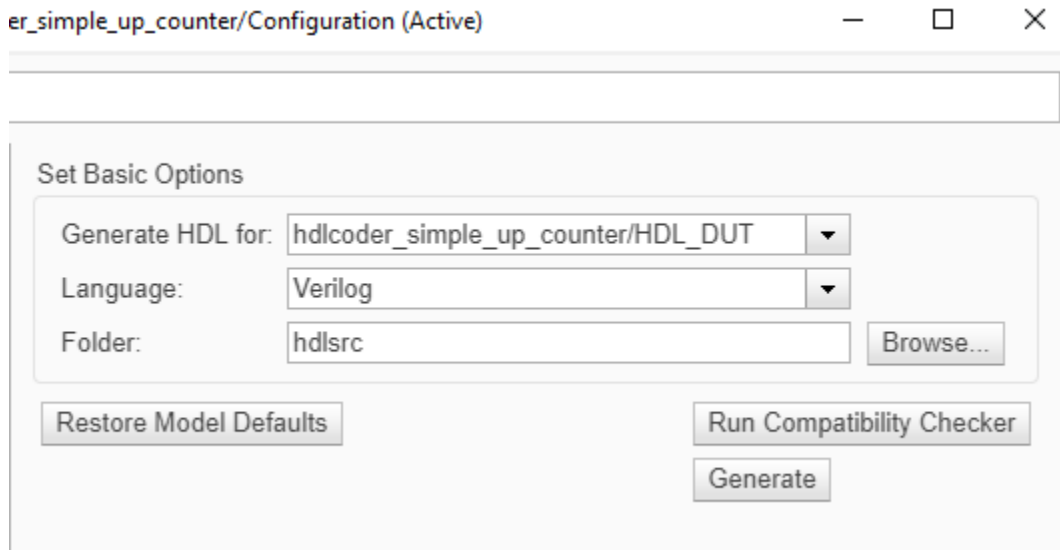 er_simple_up_counter/Configuration (Active)
Set Basic Options
Generate HDL for: hdlcoder_simple_up_counter/HDL_DUT
Language: Verilog
Folder: hdlsrc Browse...
Restore Model Defaults Run Compatibility Checker
Generate